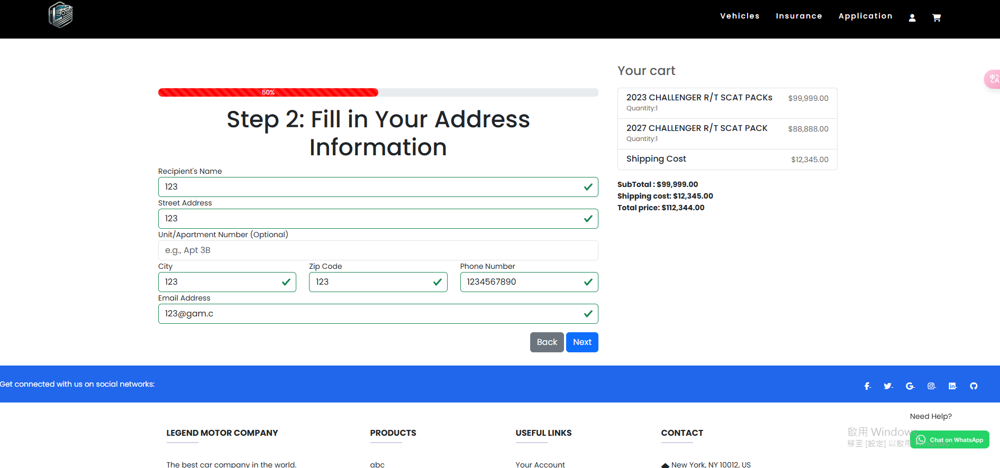 Vehicles Insurance Application
50%
Step 2: Fill in Your Address
Information
Recipient's Name
123
Street Address
123
Unit/Apartment Number (Optional)
e.g., Apt 3B
City Zip Code Phone Number
123 123 1234567890
Email Address
123@gam.c
Back Next
Your cart
2023 CHALLENGER R/T SCAT PACKs $99,999.00
Quantity:1
2027 CHALLENGER R/T SCAT PACK $88,888.00
Quantity:1
Shipping Cost $12,345.00
SubTotal : $99,999.00
Shipping cost: $12,345.00
Total price: $112,344.00
中A
Get connected with us on social networks:
Need Help?
Chat on WhatsApp
啟用 Windows
移至 [設定] 以啟用 Windows。
LEGEND MOTOR COMPANY PRODUCTS USEFUL LINKS CONTACT
The best car company in the world. abc Your Account New York, NY 10012, US